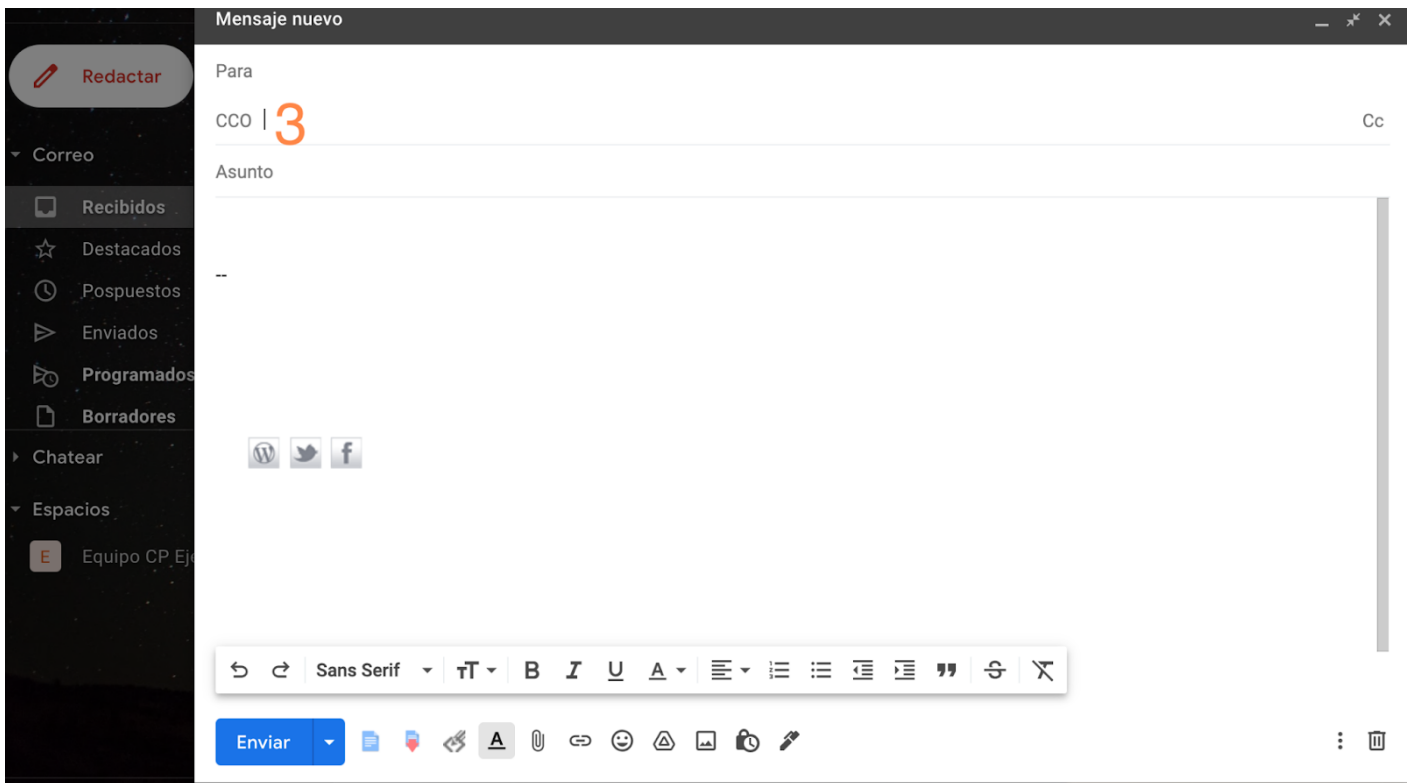 Mensaje nuevo
Redactar
Para
CCO 3
Cc
Correo
Asunto
Recibidos
Destacados
--
Pospuestos
Enviados
Programados
Borradores
Chatear
Espacios
E Equipo CP Eje
Sans Serif
Enviar